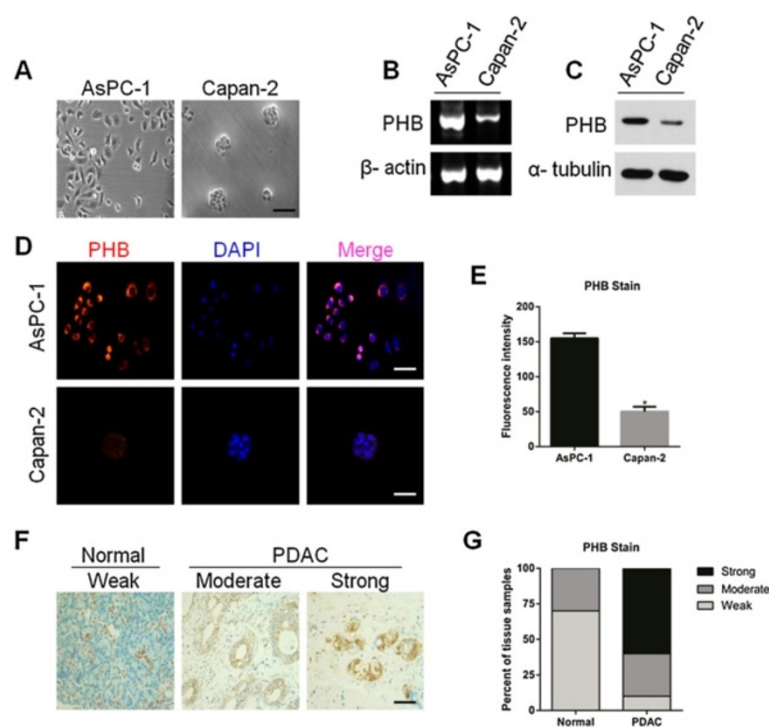 A
AsPC-1 Capan-2
B
AsPC-1 Capan-2
PHB
β- actin
C
AsPC-1 Capan-2
PHB
α- tubulin
D
PHB DAPI Merge
AsPC-1
Capan-2
E
PHB Stain
Fluorescence intensity
200
150
100
50
0
*
AsPC-1 Capan-2
F
Normal PDAC
Weak Moderate Strong
G
PHB Stain
Percent of tissue samples
100
75
50
25
0
Normal PDAC
Strong
Moderate
Weak